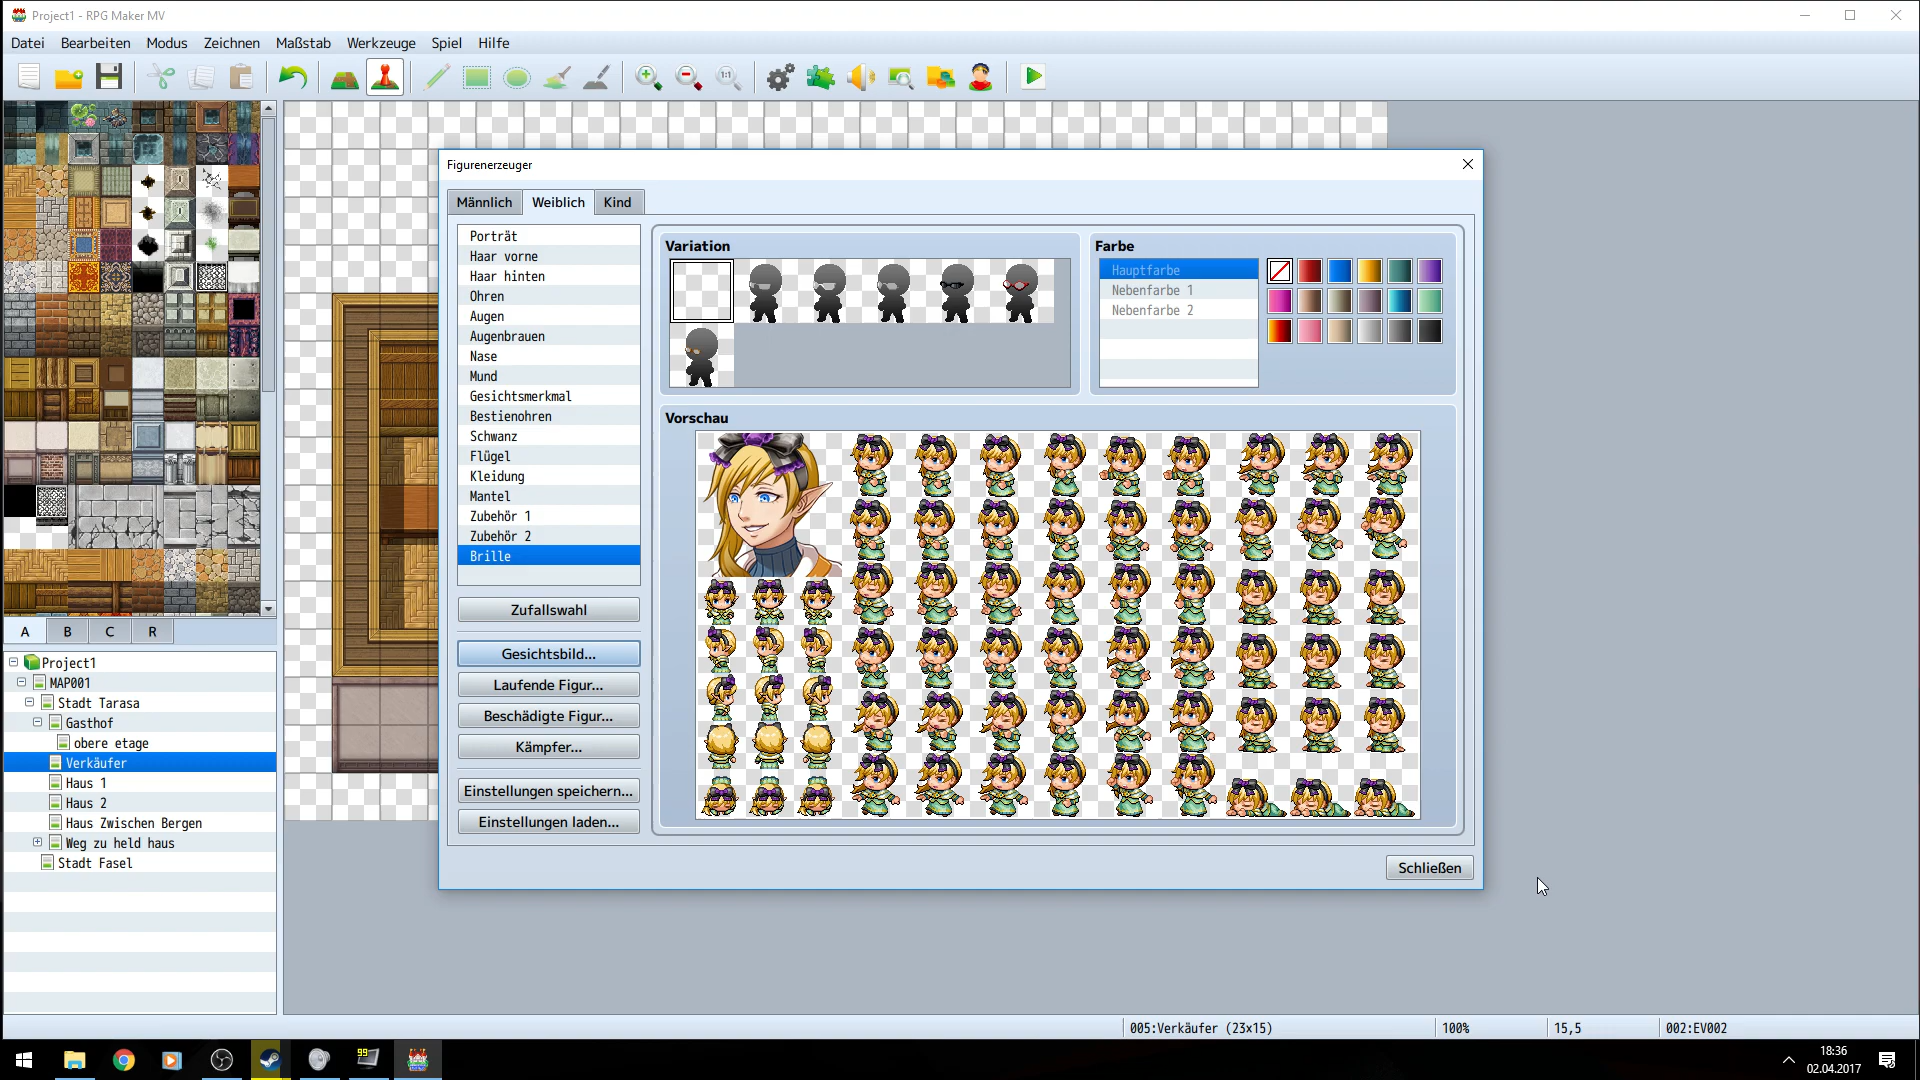 Project1 - RPG Maker MV
Datei Bearbeiten Modus Zeichnen Maßstab Werkzeuge Spiel Hilfe
1:1
Figurenerzeuger
Männlich Weiblich Kind
Porträt
Haar vorne
Haar hinten
Ohren
Augen
Augenbrauen
Nase
Mund
Gesichtsmerkmal
Bestienohren
Schwanz
Flügel
Kleidung
Mantel
Zubehör 1
Zubehör 2
Brille
Zufallswahl
Gesichtsbild...
Laufende Figur...
Beschädigte Figur...
Kämpfer...
Einstellungen speichern...
Einstellungen laden...
Variation
Farbe
Hauptfarbe
Nebenfarbe 1
Nebenfarbe 2
Vorschau
Schließen
A B C R
Project1
MAP001
Stadt Tarasa
Gasthof
obere etage
Verkäufer
Haus 1
Haus 2
Haus Zwischen Bergen
Weg zu held haus
Stadt Fasel
005:Verkäufer (23x15) 100% 15,5 002:EV002
99
18:36
02.04.2017